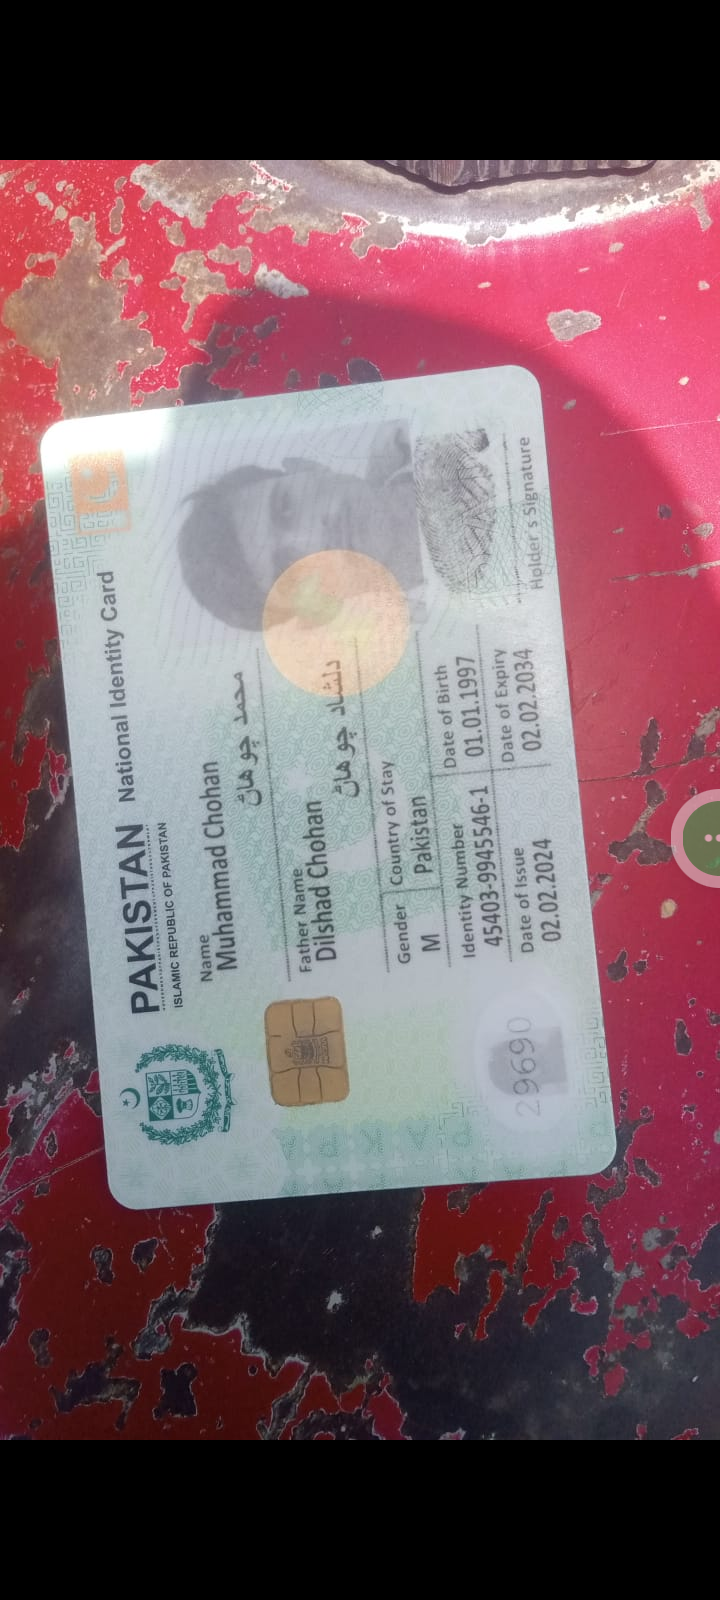 PAKISTAN National Identity Card
ISLAMIC REPUBLIC OF PAKISTAN
Name
Muhammad Chohan
محمد چوهاڻ
Father Name
Dilshad Chohan
دلشاد چوهاڻ
Gender Country of Stay
M Pakistan
Identity Number Date of Birth
45403-9945546-1 01.01.1997
Date of Issue Date of Expiry
02.02.2024 02.02.2034
Holder's Signature
29690